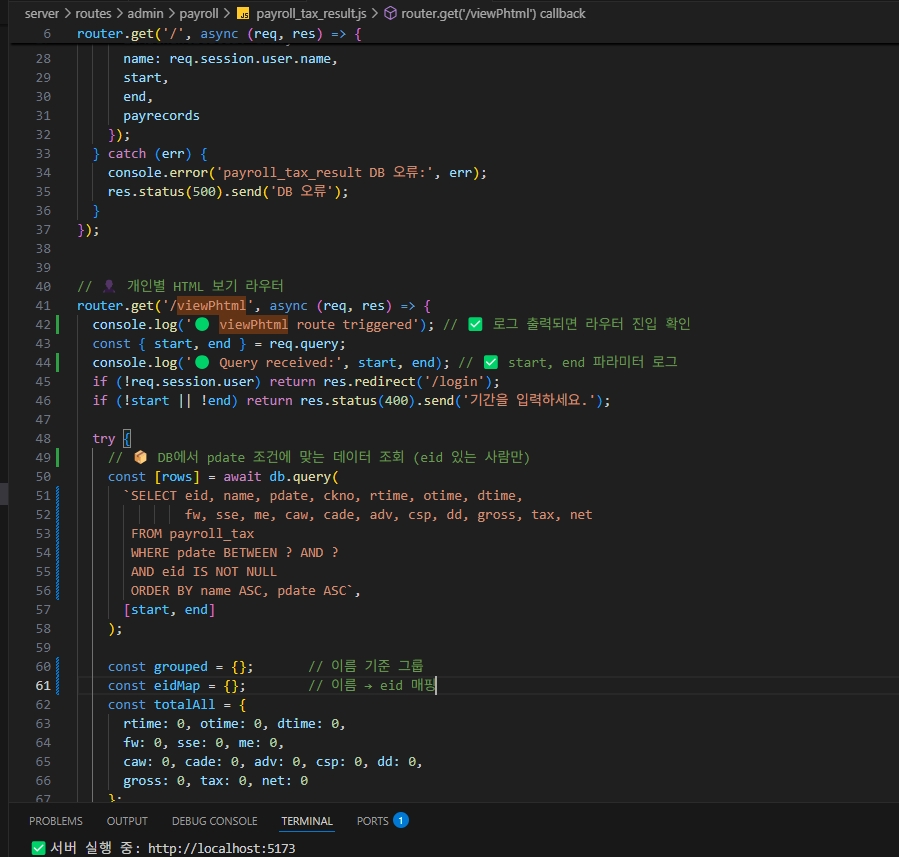 server > routes > admin > payroll > JS payroll_tax_result.js > router.get('/viewPhtml') callback
6 router.get('/', async (req, res) => {
28 name: req.session.user.name,
29 start,
30 end,
31 payrecords
32 });
33 } catch (err) {
34 console.error('payroll_tax_result DB 오류:', err);
35 res.status(500).send('DB 오류');
36 }
37 });
38
39
40 // 👤 개인별 HTML 보기 라우터
41 router.get('/viewPhtml', async (req, res) => {
42 console.log('🟢 viewPhtml route triggered'); // ✅ 로그 출력되면 라우터 진입 확인
43 const { start, end } = req.query;
44 console.log('🟢 Query received:', start, end); // ✅ start, end 파라미터 로그
45 if (!req.session.user) return res.redirect('/login');
46 if (!start || !end) return res.status(400).send('기간을 입력하세요.');
47
48 try {
49 // 📦 DB에서 pdate 조건에 맞는 데이터 조회 (eid 있는 사람만)
50 const [rows] = await db.query(
51 `SELECT eid, name, pdate, ckno, rtime, otime, dtime,
52 fw, sse, me, caw, cade, adv, csp, dd, gross, tax, net
53 FROM payroll_tax
54 WHERE pdate BETWEEN ? AND ?
55 AND eid IS NOT NULL
56 ORDER BY name ASC, pdate ASC`,
57 [start, end]
58 );
59
60 const grouped = {}; // 이름 기준 그룹
61 const eidMap = {}; // 이름 → eid 매핑
62 const totalAll = {
63 rtime: 0, otime: 0, dtime: 0,
64 fw: 0, sse: 0, me: 0,
65 caw: 0, cade: 0, adv: 0, csp: 0, dd: 0,
66 gross: 0, tax: 0, net: 0
67 };
PROBLEMS OUTPUT DEBUG CONSOLE TERMINAL PORTS 1
✅ 서버 실행 중: http://localhost:5173